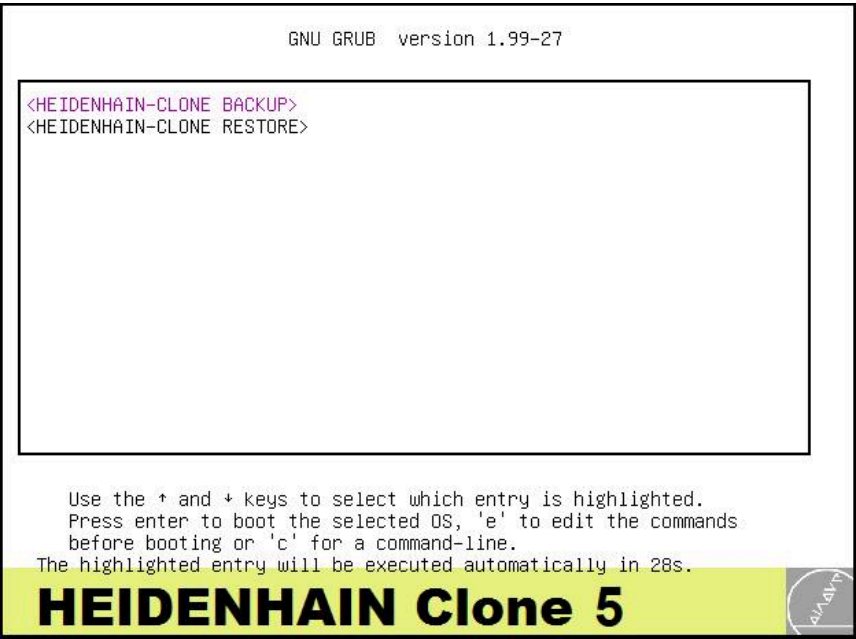 GNU GRUB  version 1.99-27
<HEIDENHAIN-CLONE BACKUP>
<HEIDENHAIN-CLONE RESTORE>
Use the ↑ and ↓ keys to select which entry is highlighted.
Press enter to boot the selected OS, 'e' to edit the commands
before booting or 'c' for a command-line.
The highlighted entry will be executed automatically in 28s.
HEIDENHAIN Clone 5